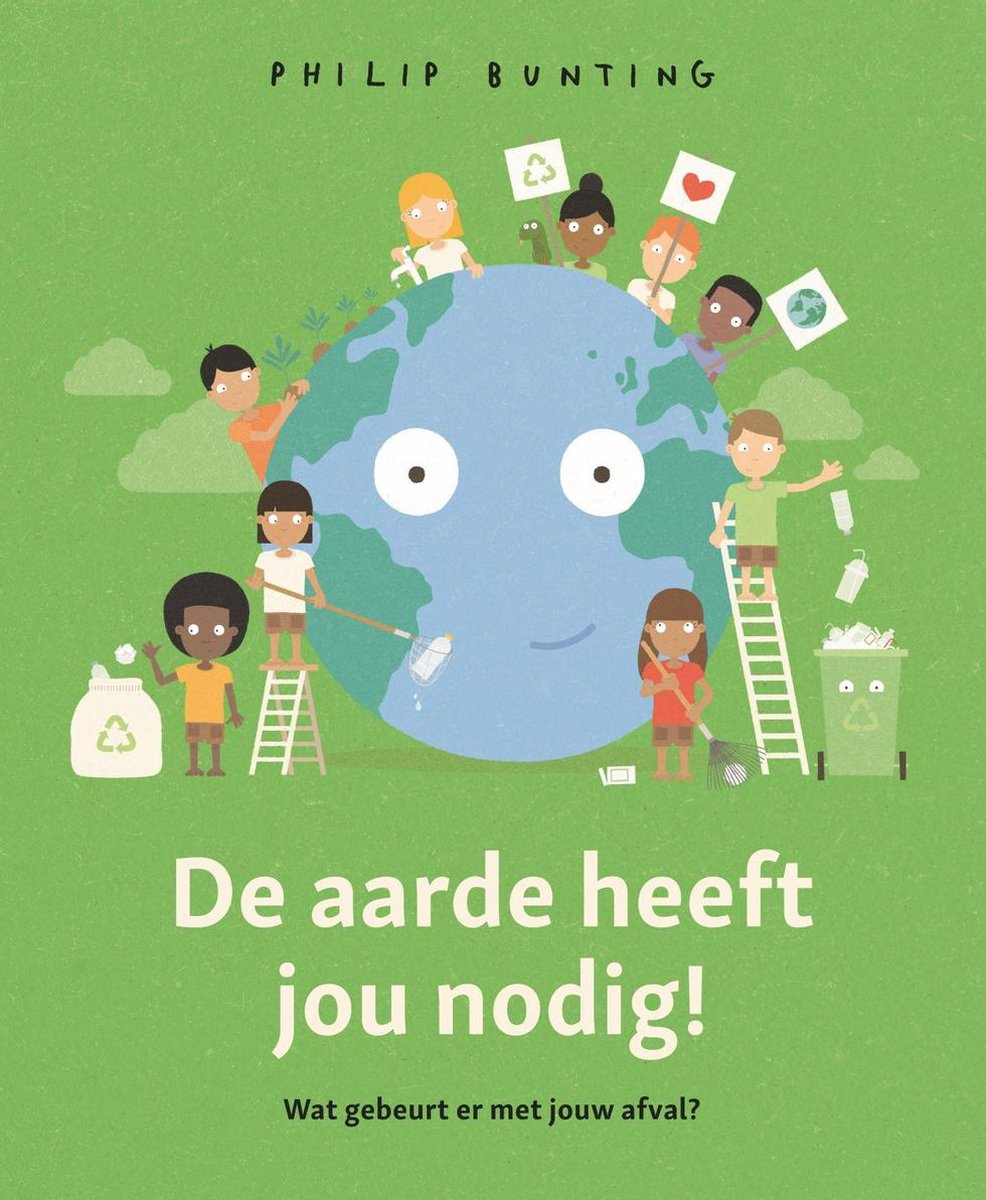 PHILIP BUNTING
De aarde heeft
jou nodig!
Wat gebeurt er met jouw afval?